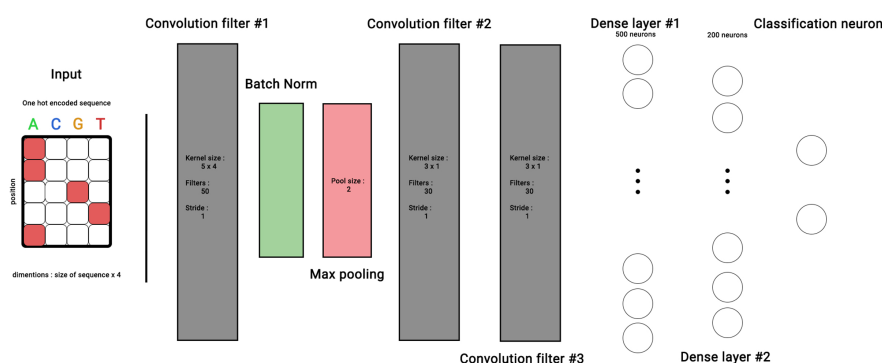 Convolution filter #1
Convolution filter #2
Dense layer #1
500 neurons
200 neurons
Classification neuron
Input
One hot encoded sequence
A C G T
position
dimentions : size of sequence x 4
Kernel size :
5 x 4
Filters :
50
Stride :
1
Batch Norm
Pool size :
2
Max pooling
Kernel size :
3 x 1
Filters :
30
Stride :
1
Kernel size :
3 x 1
Filters :
30
Stride :
1
Convolution filter #3
Dense layer #2